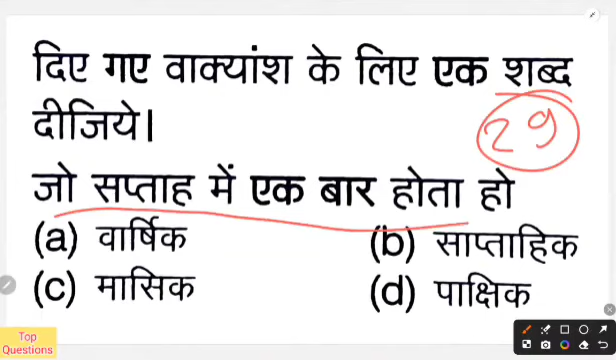 दिए गए वाक्यांश के लिए एक शब्द
दीजिये।
29
जो सप्ताह में एक बार होता हो
(a) वार्षिक (b) साप्ताहिक
(c) मासिक (d) पाक्षिक
Top
Questions